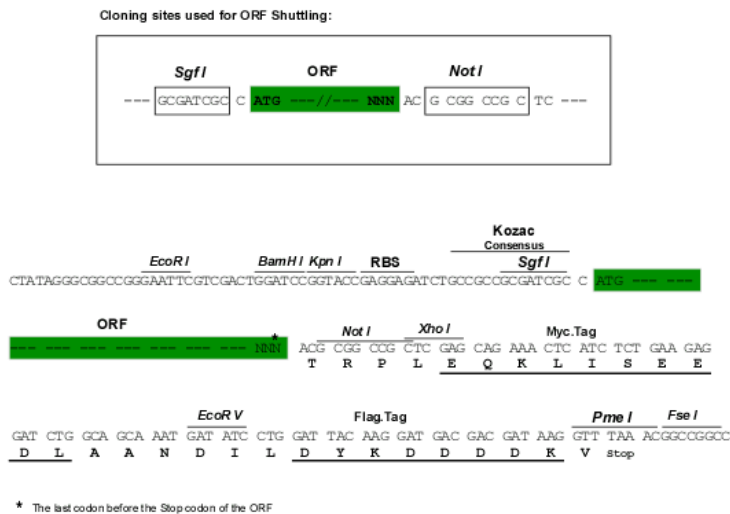 Cloning sites used for ORF Shuttling:
Sgf I ORF Not I
--- GCGATCGC C ATG ---//--- NNN AC G CGG CCG C TC ---
Kozac
Consensus
EcoR I BamH I Kpn I RBS Sgf I
CTATAGGGCGGCCGGGAATTCGTCGACTGGATCCGGTACCGAGGAGATCTGCCGCCGCGATCGC C ATG --- --- ---
ORF
Not I Xho I Myc.Tag
--- --- --- --- --- --- --- --- NNN* ACG CGG CCG CTC GAG CAG AAA CTC ATC TCT GAA GAG
T R P L E Q K L I S E E
EcoR V Flag.Tag Pme I Fse I
GAT CTG GCA GCA AAT GAT ATC CTG GAT TAC AAG GAT GAC GAC GAT AAG GTT TAA ACGGCCGGCC
D L A A N D I L D Y K D D D D K V Stop
* The last codon before the Stop codon of the ORF